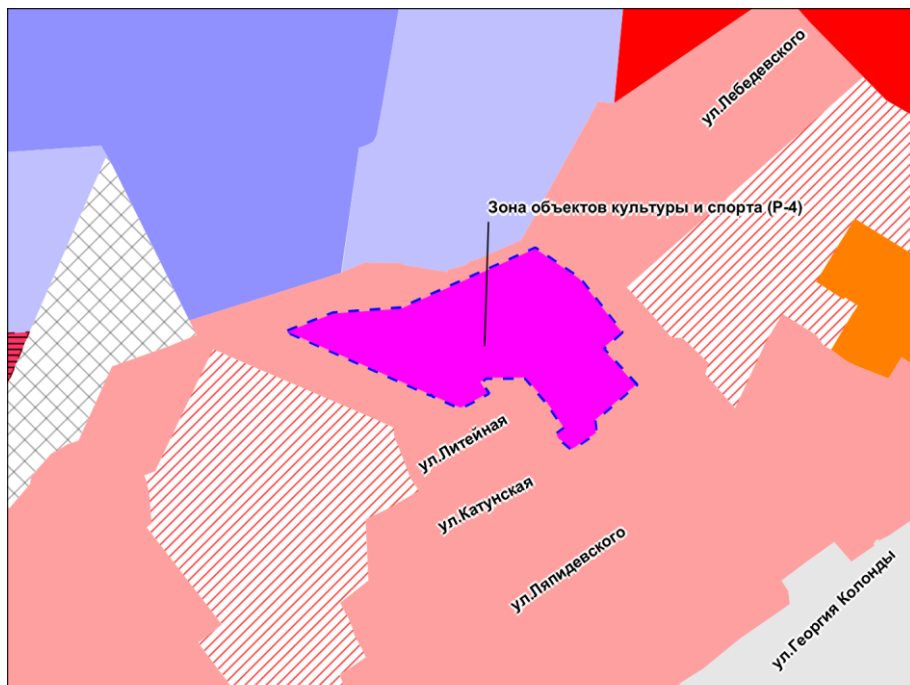 ул.Лебедевского
Зона объектов культуры и спорта (Р-4)
ул.Литейная
ул.Катунская
ул.Ляпидевского
ул.Георгия Колонды